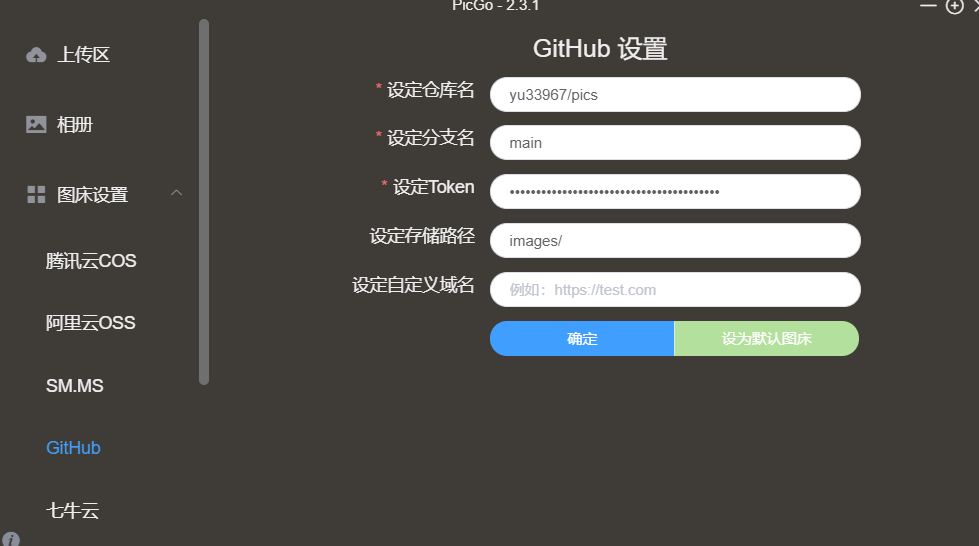 PicGo - 2.3.1
上传区
相册
图床设置
腾讯云COS
阿里云OSS
SM.MS
GitHub
七牛云
GitHub 设置
* 设定仓库名
yu33967/pics
* 设定分支名
main
* 设定Token
设定存储路径
images/
设定自定义域名
例如：https://test.com
确定
设为默认图床